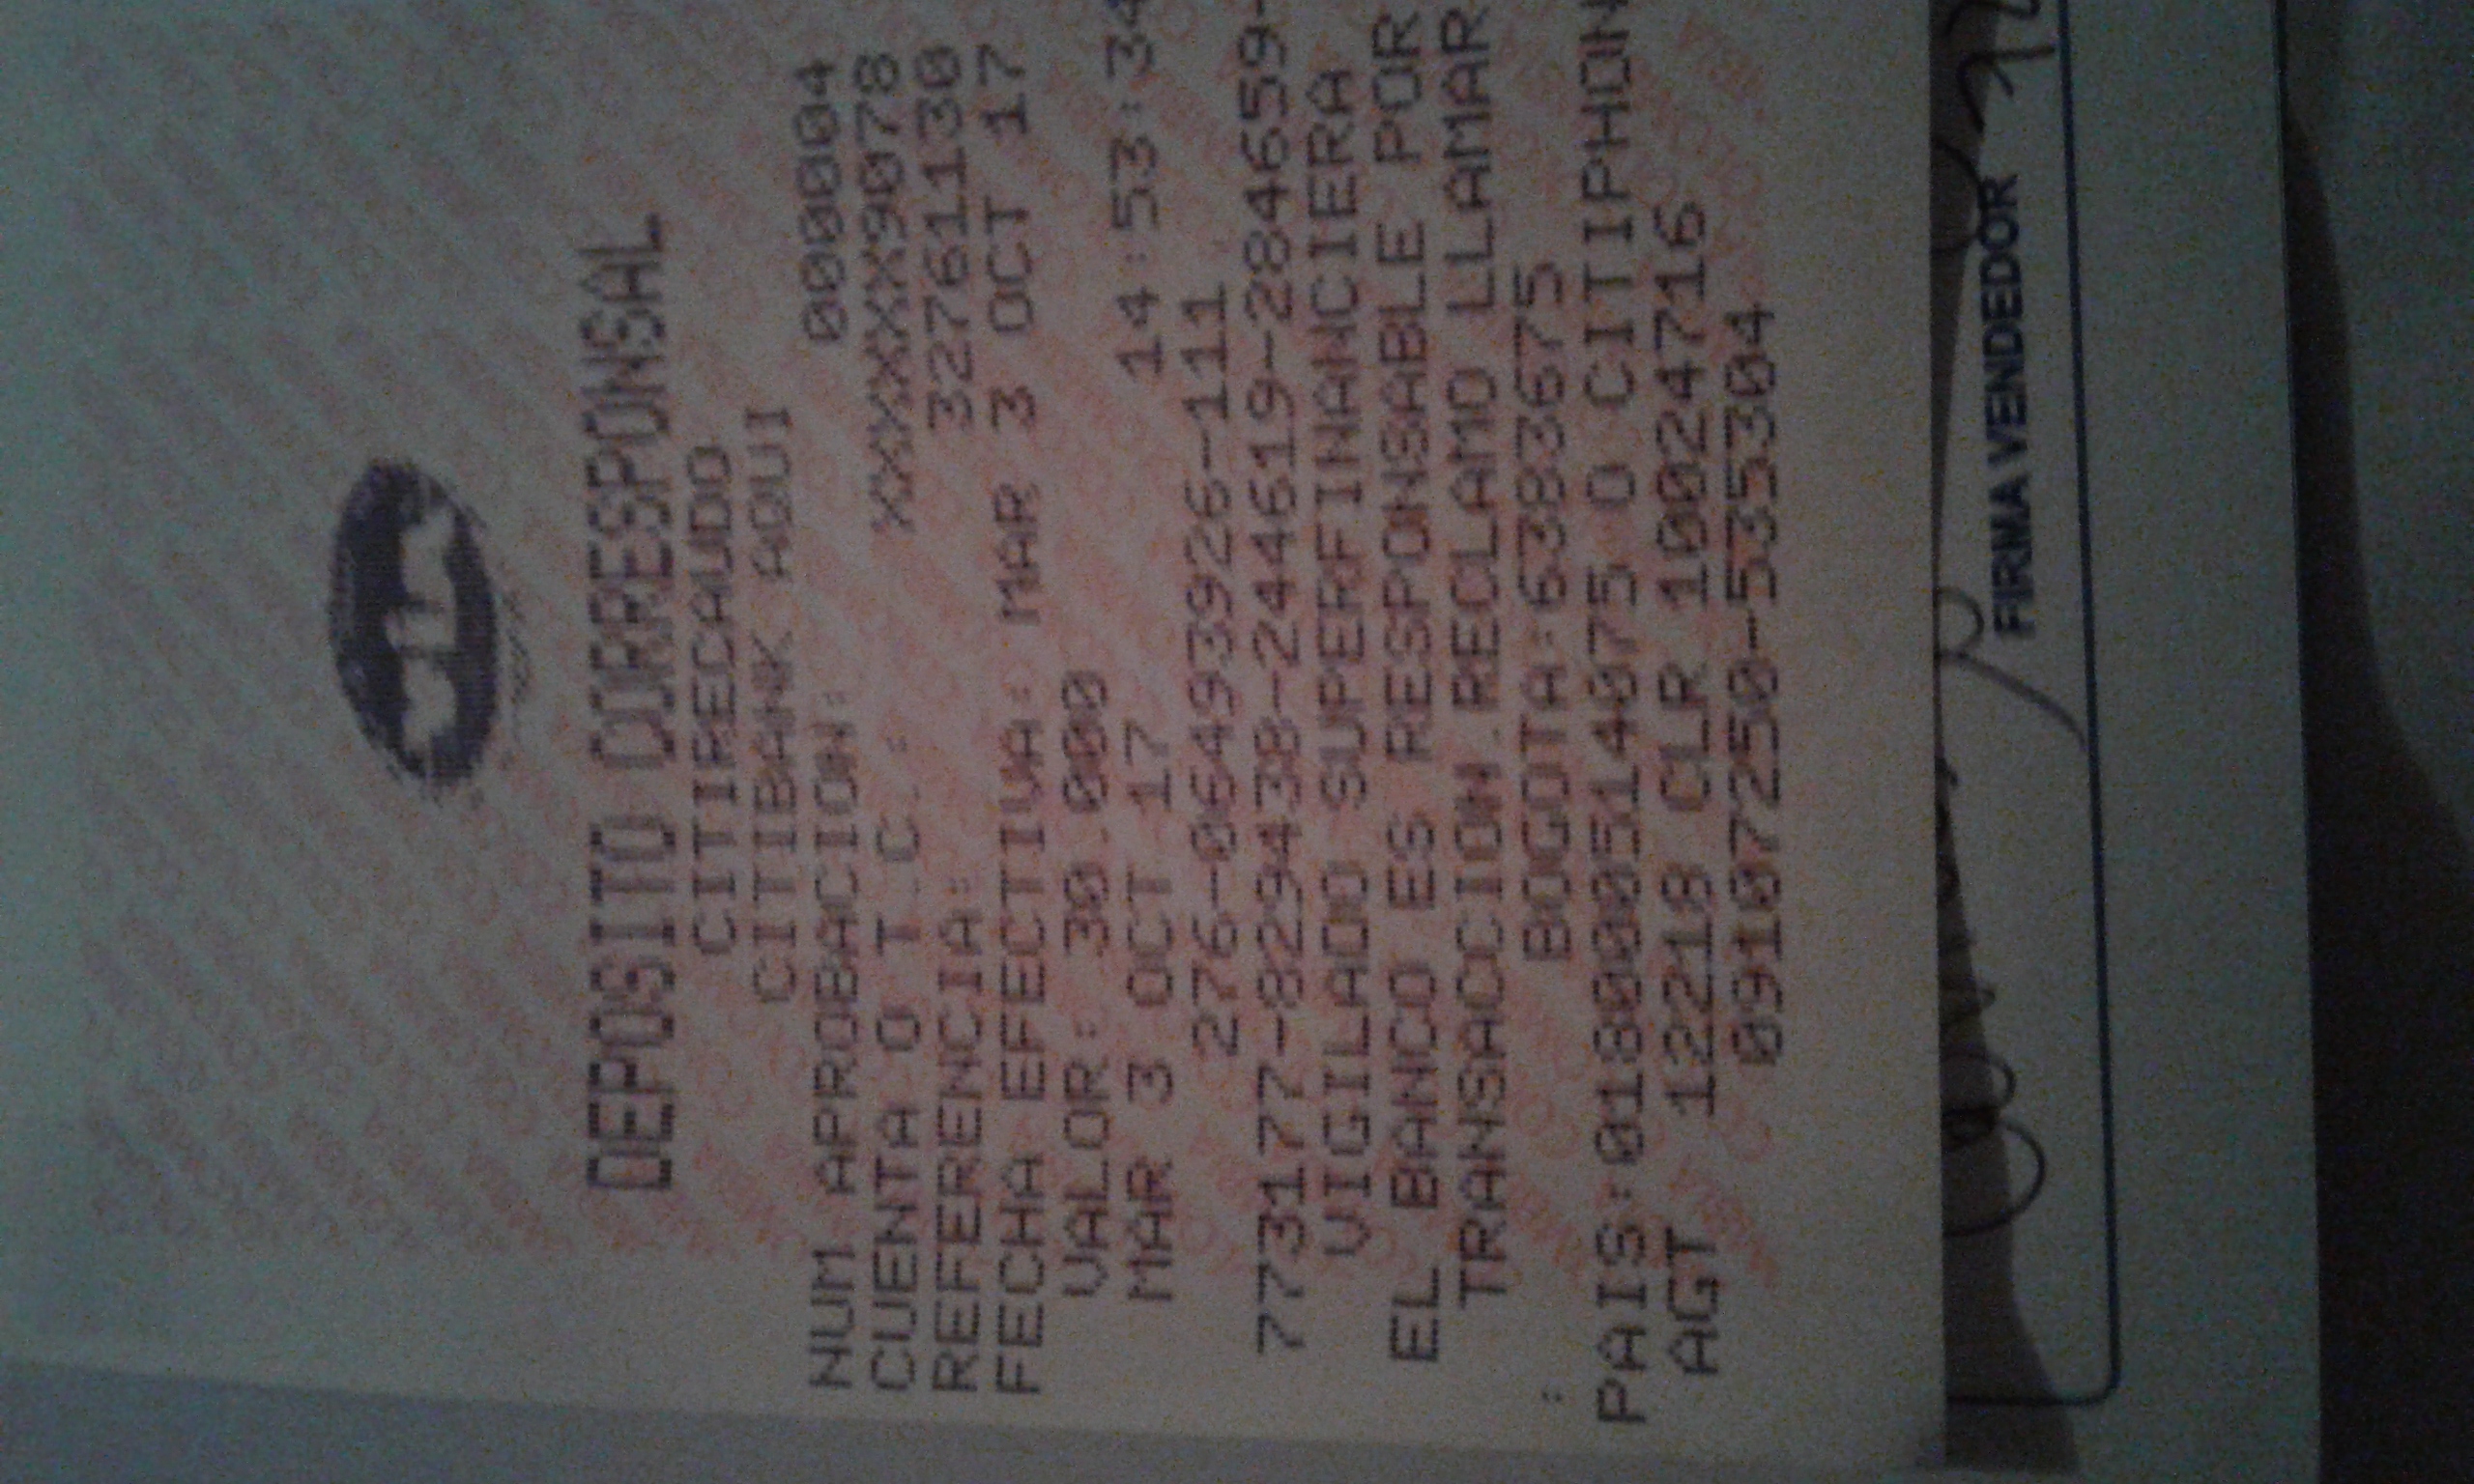 via
DEPOSITO CORRESPONSAL
CITIRECAUDO
CITIBANK AQUI
NUM APROBACION: 000004
CUENTA O T.C.: XXXXXX9078
REFERENCIA: 32761130
FECHA EFECTIVA: MAR 3 OCT 17
VALOR: 30.000
MAR 3 OCT 17 14:53:34
276-06493926-111
773177-829438-244619-284659-
VIGILADO SUPERFINANCIERA
EL BANCO ES RESPONSABLE POR
TRANSACCION.RECLAMO LLAMAR
: BOGOTA:6383675
PAIS:018000514075 O CITIPHON
AGT 12218 CLR 10024716
09107250-535304
FIRMA VENDEDOR